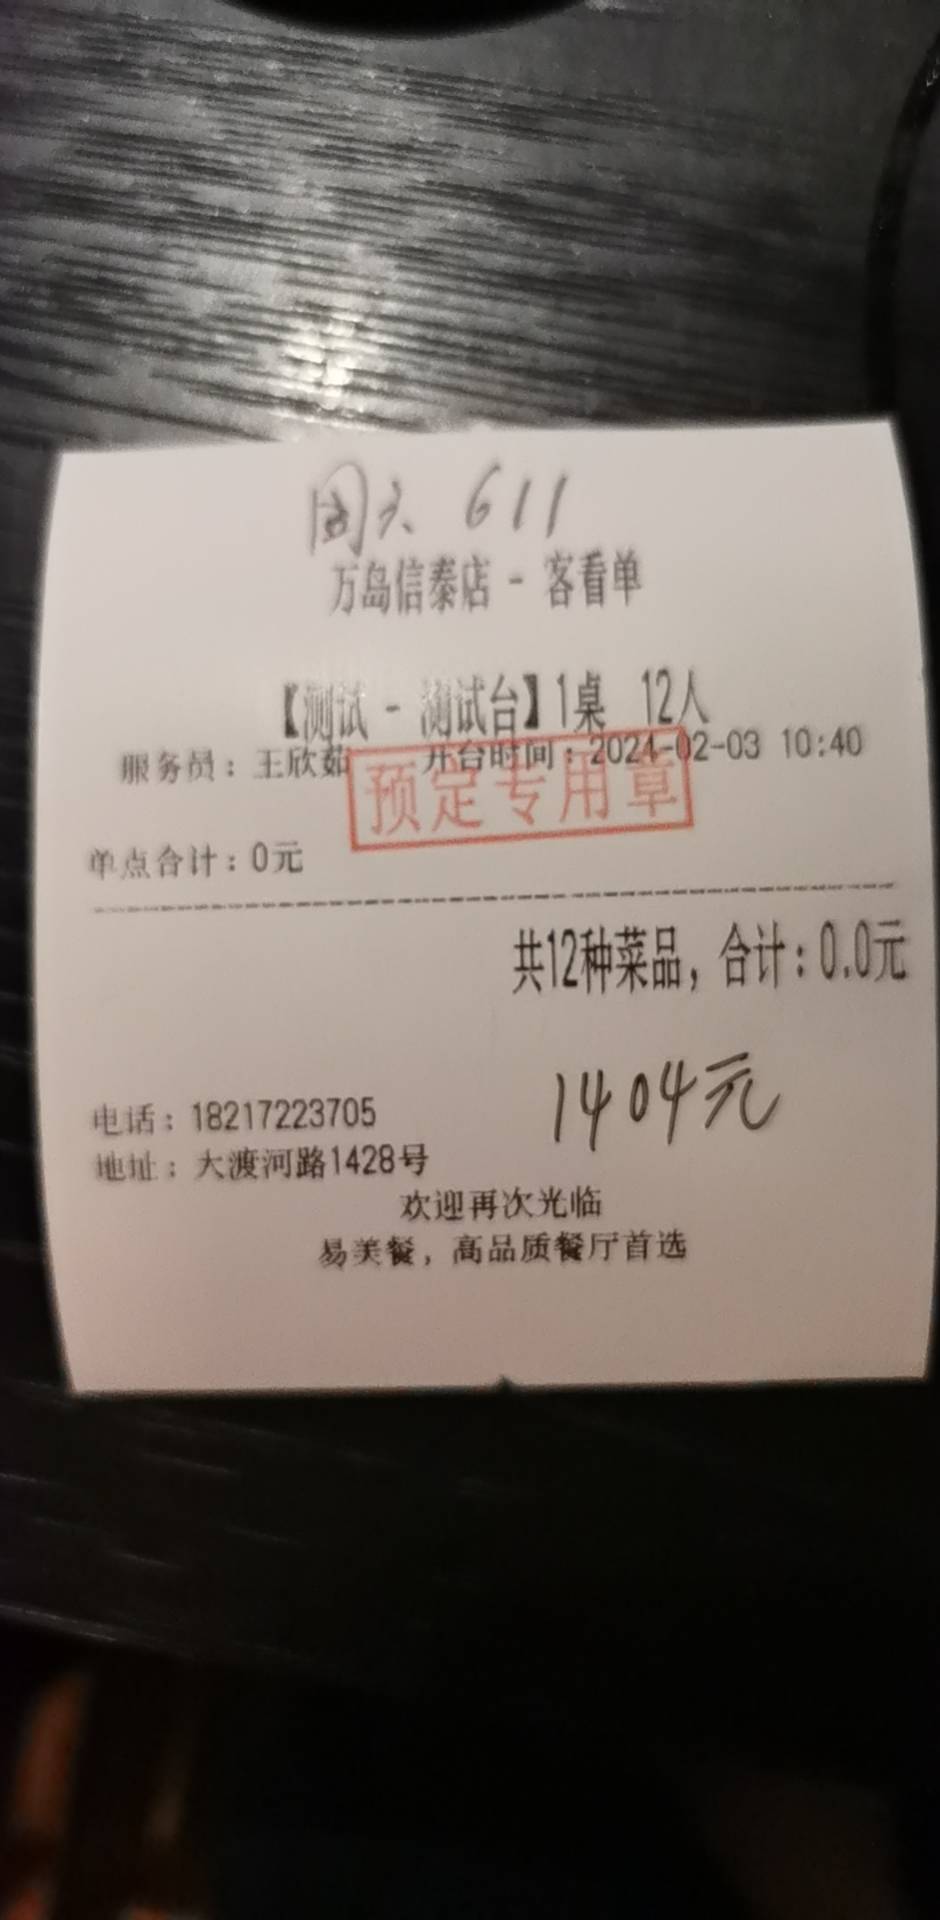 周六 611
万岛信泰店 - 客看单
【测试 - 测试台】1桌 12人
服务员：王欣茹 开台时间：2024-02-03 10:40
预定专用章
单点合计：0元
共12种菜品，合计：0.0元
1404元
电话：18217223705
地址：大渡河路1428号
欢迎再次光临
易美餐，高品质餐厅首选